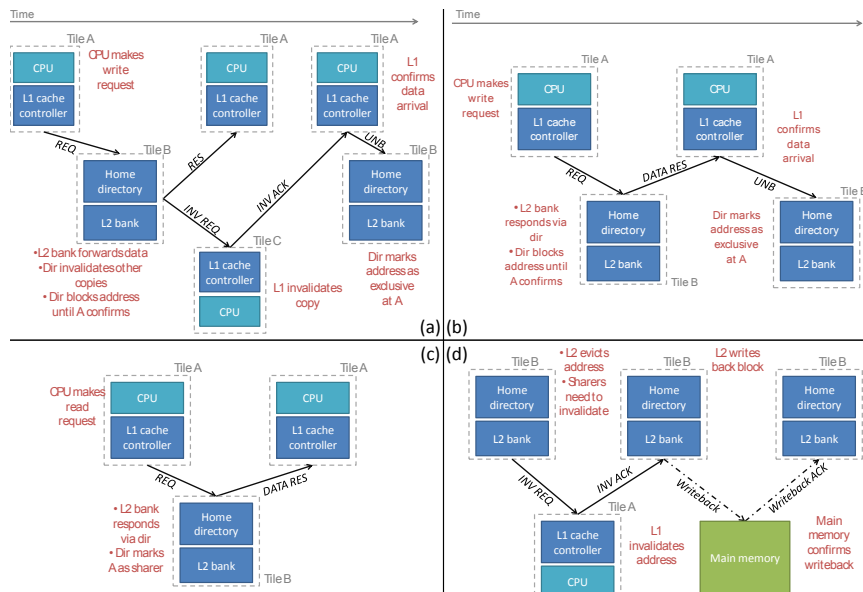 Time
Time
Tile A
Tile A
Tile A
CPU makes
write
request
CPU
L1 cache
controller
CPU
L1 cache
controller
CPU
L1 cache
controller
L1
confirms
data
arrival
REQ
RES
INV REQ
INV ACK
UNB
Tile B
Home
directory
L2 bank
Tile B
Home
directory
L2 bank
• L2 bank forwards data
• Dir invalidates other
copies
• Dir blocks address
until A confirms
Tile C
L1 cache
controller
CPU
L1 invalidates
copy
Dir marks
address as
exclusive
at A
(a)
(b)
Tile A
Tile A
CPU makes
write request
CPU
L1 cache
controller
CPU
L1 cache
controller
L1
confirms
data
arrival
REQ
DATA RES
UNB
• L2 bank
responds via
dir
• Dir blocks
address until
A confirms
Home
directory
L2 bank
Tile B
Dir marks
address as
exclusive
at A
Tile B
Home
directory
L2 bank
(c)
Tile A
Tile A
CPU makes
read
request
CPU
L1 cache
controller
CPU
L1 cache
controller
REQ
DATA RES
• L2 bank
responds
via dir
• Dir marks
A as sharer
Home
directory
L2 bank
Tile B
(d)
Tile B
Tile B
Tile B
Home
directory
L2 bank
• L2 evicts
address
• Sharers
need to
invalidate
Home
directory
L2 bank
L2 writes
back block
Home
directory
L2 bank
INV REQ
INV ACK
Writeback
Writeback ACK
Tile A
L1 cache
controller
CPU
L1
invalidates
address
Main memory
Main
memory
confirms
writeback